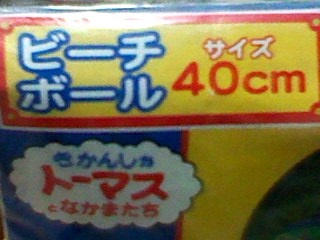 ビーチ
ボール
サイズ
40cm
きかんしゃ
トーマス
となかまたち